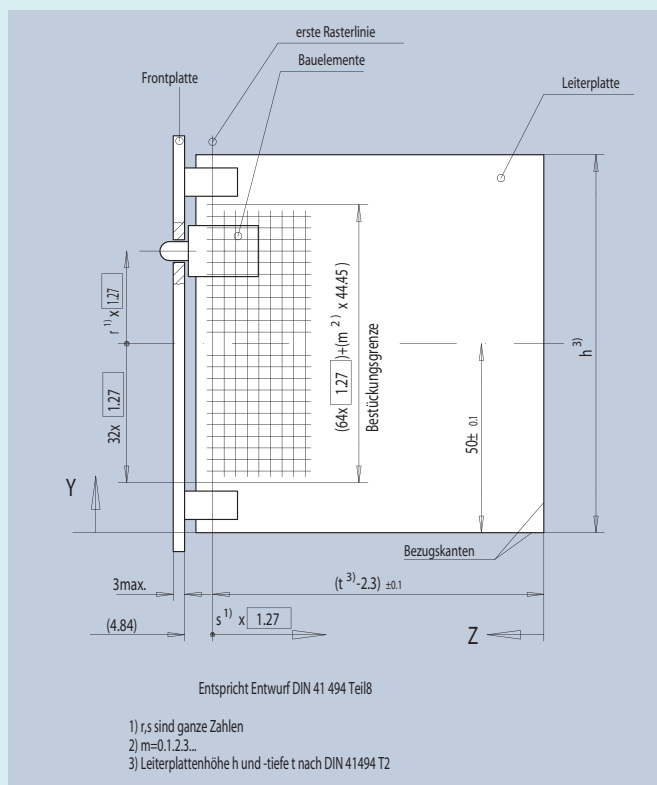 erste Rasterlinie
Bauelemente
Frontplatte
Leiterplatte
r 1) x 1.27
32x 1.27
(64x 1.27 )+(m 2) x 44.45 )
Bestückungsgrenze
50± 0.1
h 3)
Y
Bezugskanten
3max.
(t 3)-2.3) ±0.1
(4.84)
s 1) x 1.27
Z
Entspricht Entwurf DIN 41 494 Teil8
1) r,s sind ganze Zahlen
2) m=0.1.2.3...
3) Leiterplattenhöhe h und -tiefe t nach DIN 41494 T2